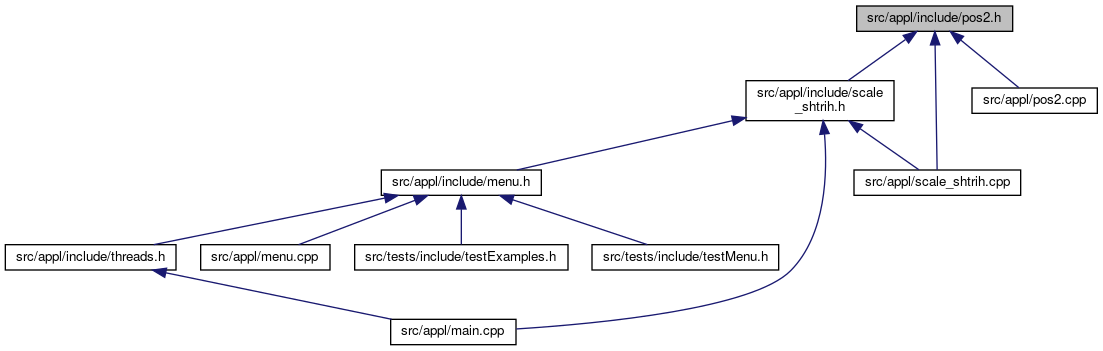 src/appl/include/pos2.h
src/appl/include/scale
_shtrih.h
src/appl/pos2.cpp
src/appl/include/menu.h
src/appl/scale_shtrih.cpp
src/appl/include/threads.h
src/appl/menu.cpp
src/tests/include/testExamples.h
src/tests/include/testMenu.h
src/appl/main.cpp